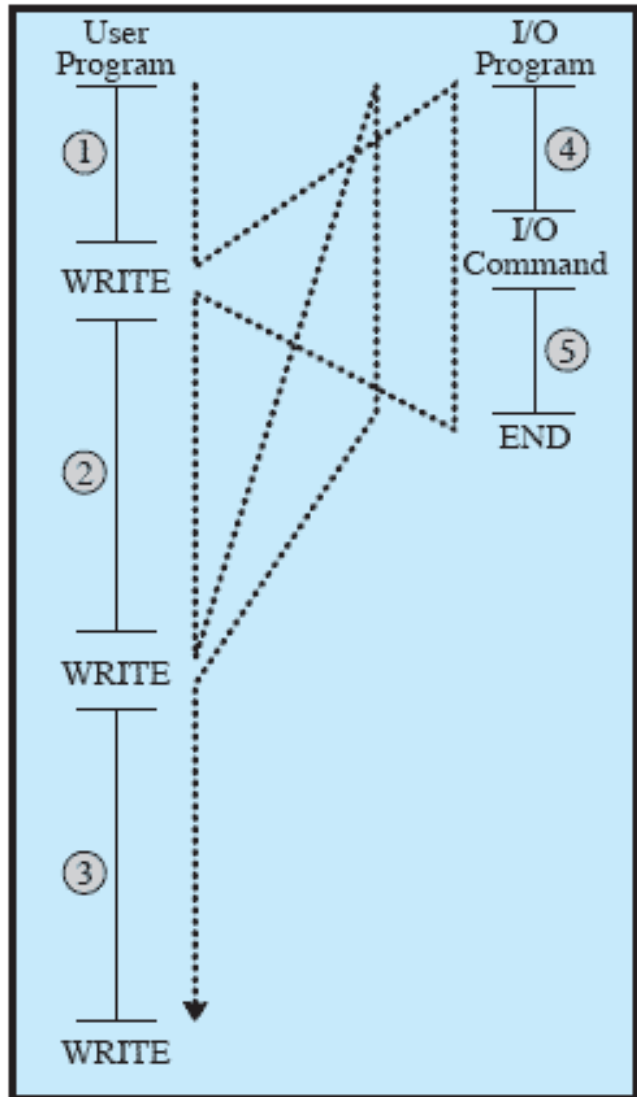 User
Program
1
WRITE
2
WRITE
3
WRITE
I/O
Program
4
I/O
Command
5
END